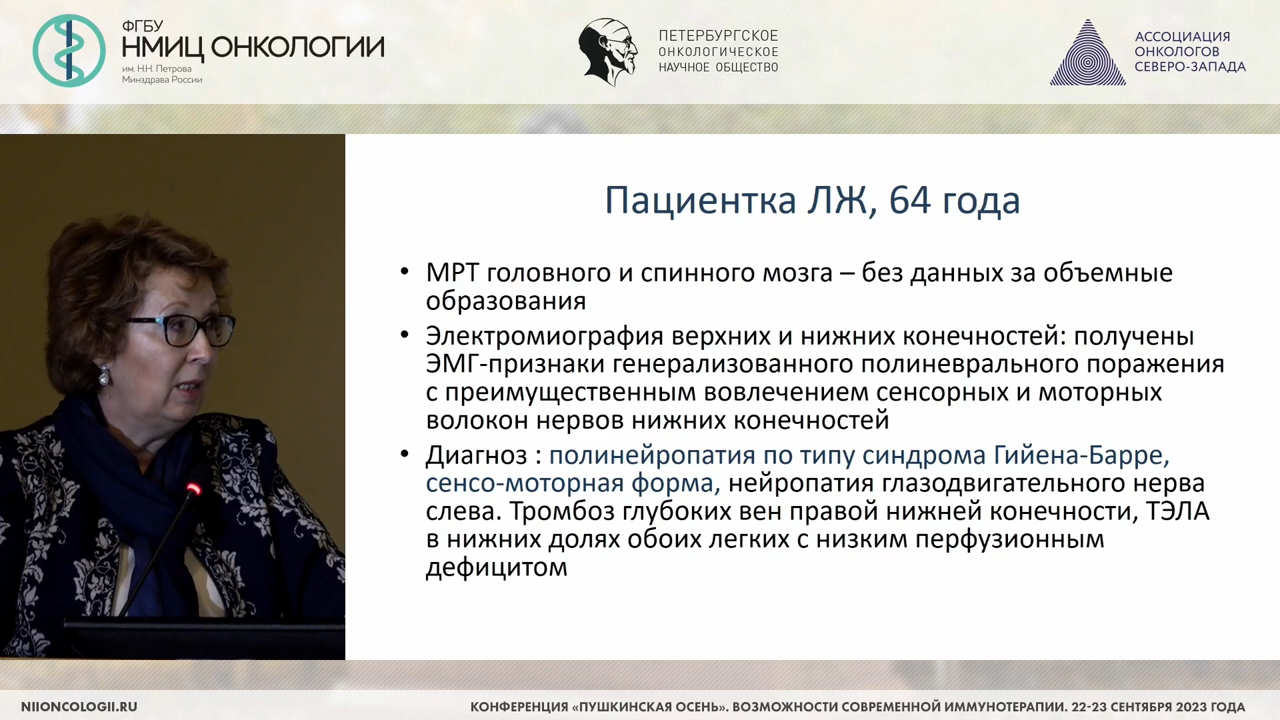 ФГБУ
НМИЦ ОНКОЛОГИИ
им. Н.Н. Петрова
Минздрава России
ПЕТЕРБУРГСКОЕ
ОНКОЛОГИЧЕСКОЕ
НАУЧНОЕ ОБЩЕСТВО
АССОЦИАЦИЯ
ОНКОЛОГОВ
СЕВЕРО-ЗАПАДА
Пациентка ЛЖ, 64 года
• МРТ головного и спинного мозга – без данных за объемные
образования
• Электромиография верхних и нижних конечностей: получены
ЭМГ-признаки генерализованного полиневрального поражения
с преимущественным вовлечением сенсорных и моторных
волокон нервов нижних конечностей
• Диагноз : полинейропатия по типу синдрома Гийена-Барре,
сенсо-моторная форма, нейропатия глазодвигательного нерва
слева. Тромбоз глубоких вен правой нижней конечности, ТЭЛА
в нижних долях обоих легких с низким перфузионным
дефицитом
NIIONCOLOGII.RU
КОНФЕРЕНЦИЯ «ПУШКИНСКАЯ ОСЕНЬ». ВОЗМОЖНОСТИ СОВРЕМЕННОЙ ИММУНОТЕРАПИИ. 22-23 СЕНТЯБРЯ 2023 ГОДА